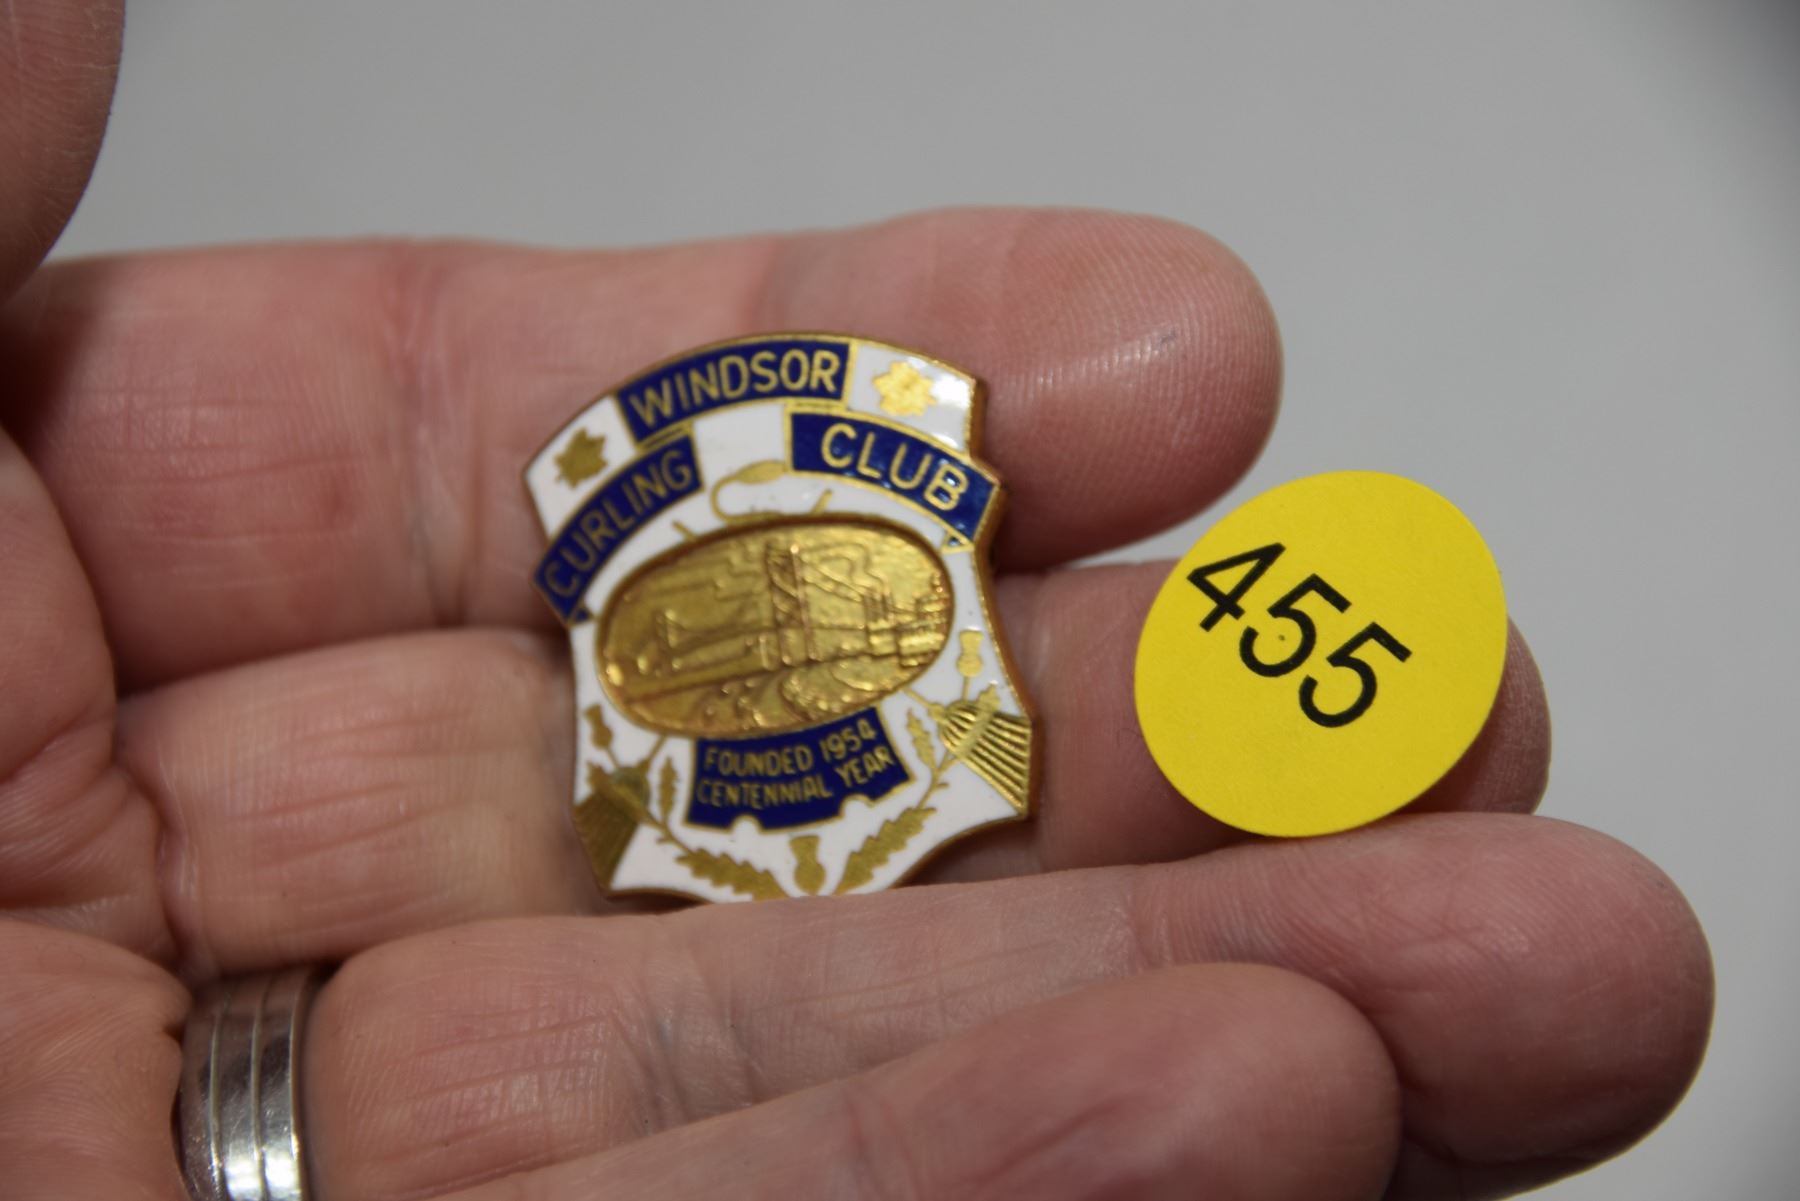 WINDSOR
CURLING CLUB
FOUNDED 1954
CENTENNIAL YEAR
455